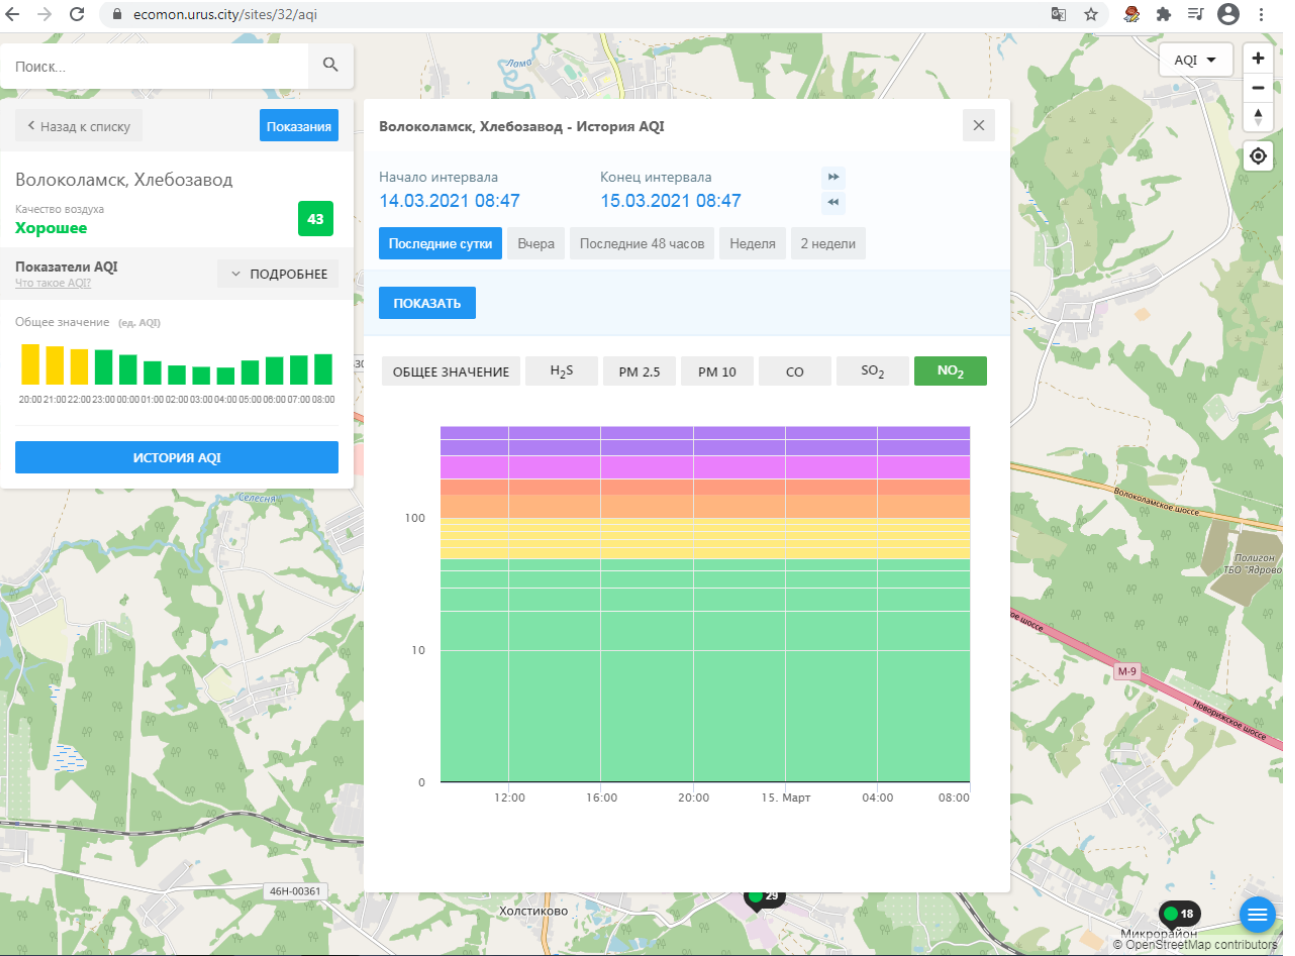 ecomon.urus.city/sites/32/aqi
Поиск...
AQI
Назад к списку
Показания
Волоколамск, Хлебозавод
Качество воздуха
Хорошее
43
Показатели AQI
Что такое AQI?
ПОДРОБНЕЕ
Общее значение (ед. AQI)
20:00 21:00 22:00 23:00 00:00 01:00 02:00 03:00 04:00 05:00 06:00 07:00 08:00
ИСТОРИЯ AQI
Волоколамск, Хлебозавод - История AQI
Начало интервала
Конец интервала
14.03.2021 08:47
15.03.2021 08:47
Последние сутки
Вчера
Последние 48 часов
Неделя
2 недели
ПОКАЗАТЬ
ОБЩЕЕ ЗНАЧЕНИЕ
H₂S
PM 2.5
PM 10
CO
SO₂
NO₂
100
10
0
12:00
16:00
20:00
15. Март
04:00
08:00
Лама
Селесня
Волоколамское шоссе
Полигон
ТБО "Ядрово
М-9
Новорижское шоссе
46Н-00361
Холстиково
29
18
Микрорайон
© OpenStreetMap contributors